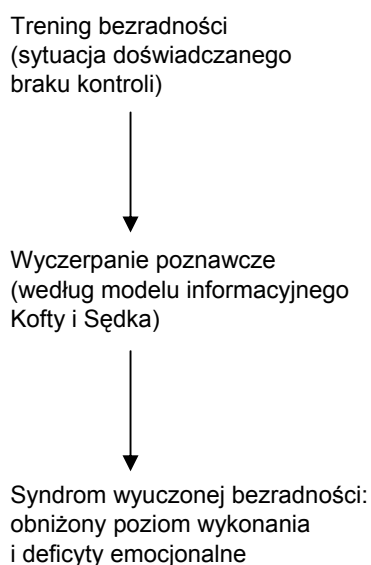 Trening bezradności
(sytuacja doświadczanego
braku kontroli)
Wyczerpanie poznawcze
(według modelu informacyjnego
Kofty i Sędka)
Syndrom wyuczonej bezradności:
obniżony poziom wykonania
i deficyty emocjonalne